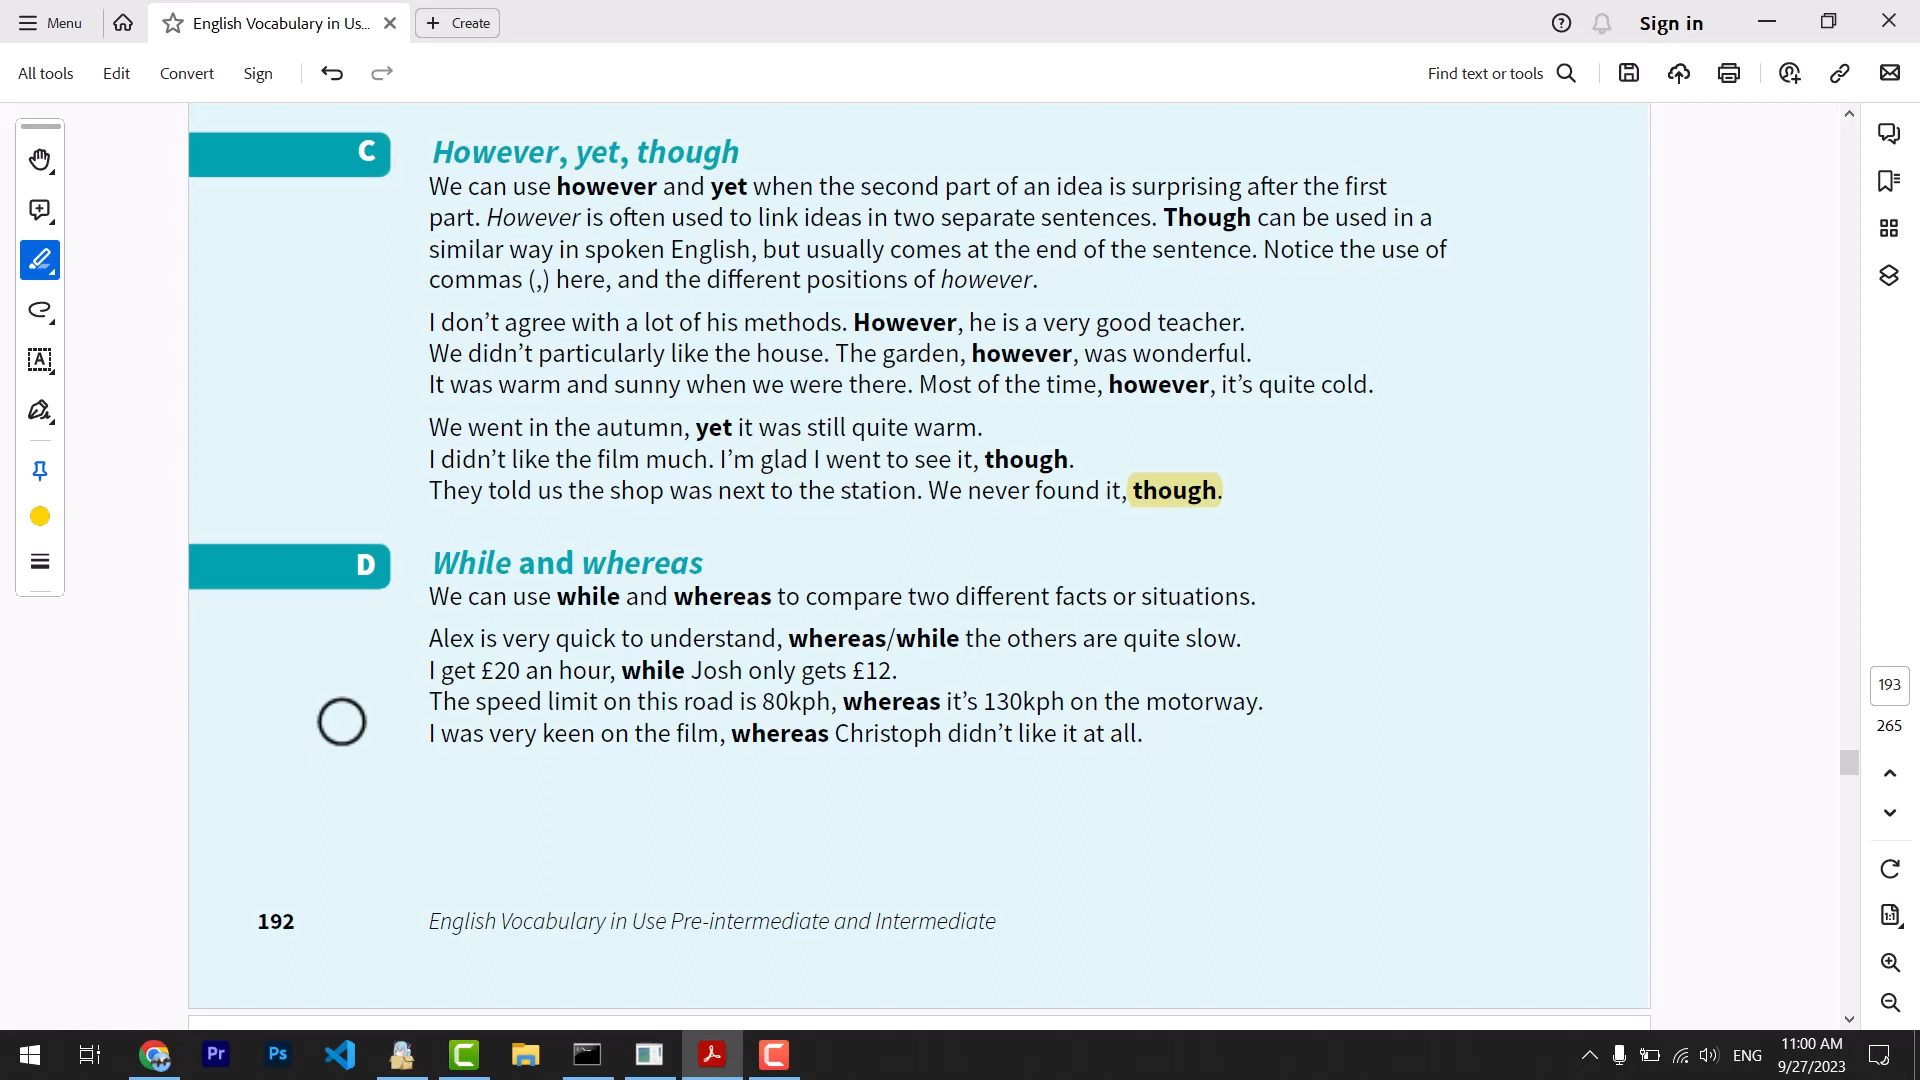 Menu
English Vocabulary in Us...
Create
Sign in
All tools
Edit
Convert
Sign
Find text or tools
C
However, yet, though
We can use however and yet when the second part of an idea is surprising after the first
part. However is often used to link ideas in two separate sentences. Though can be used in a
similar way in spoken English, but usually comes at the end of the sentence. Notice the use of
commas (,) here, and the different positions of however.
I don't agree with a lot of his methods. However, he is a very good teacher.
We didn't particularly like the house. The garden, however, was wonderful.
It was warm and sunny when we were there. Most of the time, however, it's quite cold.
We went in the autumn, yet it was still quite warm.
I didn't like the film much. I'm glad I went to see it, though.
They told us the shop was next to the station. We never found it, though.
D
While and whereas
We can use while and whereas to compare two different facts or situations.
Alex is very quick to understand, whereas/while the others are quite slow.
I get £20 an hour, while Josh only gets £12.
The speed limit on this road is 80kph, whereas it's 130kph on the motorway.
I was very keen on the film, whereas Christoph didn't like it at all.
193
265
192
English Vocabulary in Use Pre-intermediate and Intermediate
Pr
Ps
ENG
11:00 AM
9/27/2023